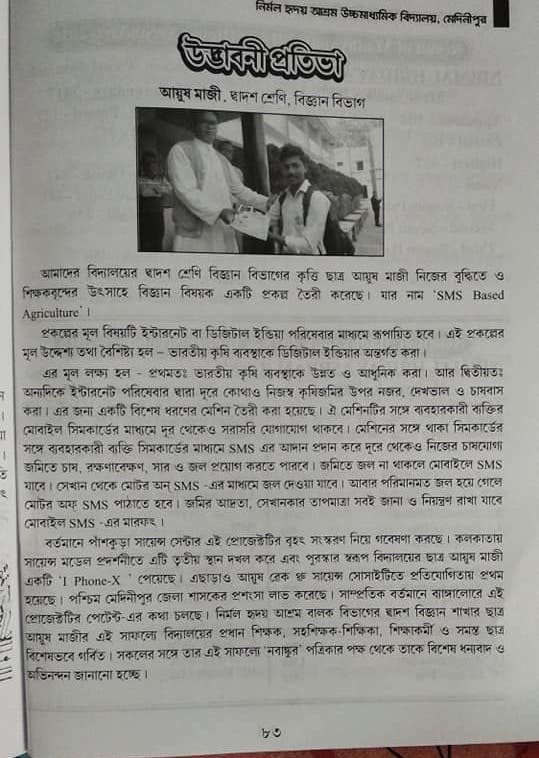 নির্মল হৃদয় আশ্রম উচ্চমাধ্যমিক বিদ্যালয়, মেদিনীপুর
উদ্ভাবনী প্রতিভা
আয়ুষ মাজী, দ্বাদশ শ্রেণি, বিজ্ঞান বিভাগ
আমাদের বিদ্যালয়ের দ্বাদশ শ্রেণি বিজ্ঞান বিভাগের কৃত্তি ছাত্র আয়ুষ মাজী নিজের বুদ্ধিতে ও
শিক্ষকবৃন্দের উৎসাহে বিজ্ঞান বিষয়ক একটি প্রকল্প তৈরী করেছে। যার নাম 'SMS Based
Agriculture'।
প্রকল্পের মূল বিষয়টি ইন্টারনেট বা ডিজিটাল ইন্ডিয়া পরিষেবার মাধ্যমে রূপায়িত হবে। এই প্রকল্পের
মূল উদ্দেশ্য তথা বৈশিষ্ট্য হল – ভারতীয় কৃষি ব্যবস্থাকে ডিজিটাল ইন্ডিয়ার অন্তর্গত করা।
এর মূল লক্ষ্য হল - প্রথমতঃ ভারতীয় কৃষি ব্যবস্থাকে উন্নত ও আধুনিক করা। আর দ্বিতীয়তঃ
অন্যদিকে ইন্টারনেট পরিষেবার দ্বারা দূরে কোথাও নিজস্ব কৃষিজমির উপর নজর, দেখভাল ও চাষবাস
করা। এর জন্য একটি বিশেষ ধরণের মেশিন তৈরী করা হয়েছে। ঐ মেশিনটির সঙ্গে ব্যবহারকারী ব্যক্তির
মোবাইল সিমকার্ডের মাধ্যমে দূর থেকেও সরাসরি যোগাযোগ থাকবে। মেশিনের সঙ্গে থাকা সিমকার্ডের
সঙ্গে ব্যবহারকারী ব্যক্তি সিমকার্ডের মাধ্যমে SMS এর আদান প্রদান করে দূরে থেকেও নিজের চাষযোগ্য
জমিতে চাষ, রক্ষণাবেক্ষণ, সার ও জল প্রয়োগ করতে পারবে। জমিতে জল না থাকলে মোবাইলে SMS
যাবে। সেখান থেকে মোটর অন্ SMS -এর মাধ্যমে জল দেওয়া যাবে। আবার পরিমানমত জল হয়ে গেলে
মোটর অফ্ SMS পাঠাতে হবে। জমির আদ্রতা, সেখানকার তাপমাত্রা সবই জানা ও নিয়ন্ত্রণ রাখা যাবে
মোবাইল SMS -এর মারফৎ।
বর্তমানে পাঁশকুড়া সায়েন্স সেন্টার এই প্রোজেক্টটির বৃহৎ সংস্করণ নিয়ে গবেষণা করছে। কলকাতায়
সায়েন্স মডেল প্রদর্শনীতে এটি তৃতীয় স্থান দখল করে এবং পুরস্কার স্বরূপ বিদ্যালয়ের ছাত্র আয়ুষ মাজী
একটি 'I Phone-X' পেয়েছে। এছাড়াও আয়ুষ ব্রেক থ্রু সায়েন্স সোসাইটিতে প্রতিযোগিতায় প্রথম
হয়েছে। পশ্চিম মেদিনীপুর জেলা শাসকের প্রশংসা লাভ করেছে। সাম্প্রতিক বর্তমানে ব্যাঙ্গালোরে এই
প্রোজেক্টটির পেটেন্ট-এর কথা চলছে। নির্মল হৃদয় আশ্রম বালক বিভাগের দ্বাদশ বিজ্ঞান শাখার ছাত্র
আয়ুষ মাজীর এই সাফল্যে বিদ্যালয়ের প্রধান শিক্ষক, সহশিক্ষক-শিক্ষিকা, শিক্ষাকর্মী ও সমস্ত ছাত্র
বিশেষভবে গর্বিত। সকলের সঙ্গে তার এই সাফল্যে 'নবাঙ্কুর' পত্রিকার পক্ষ থেকে তাকে বিশেষ ধন্যবাদ ও
অভিনন্দন জানানো হচ্ছে।
৮৩